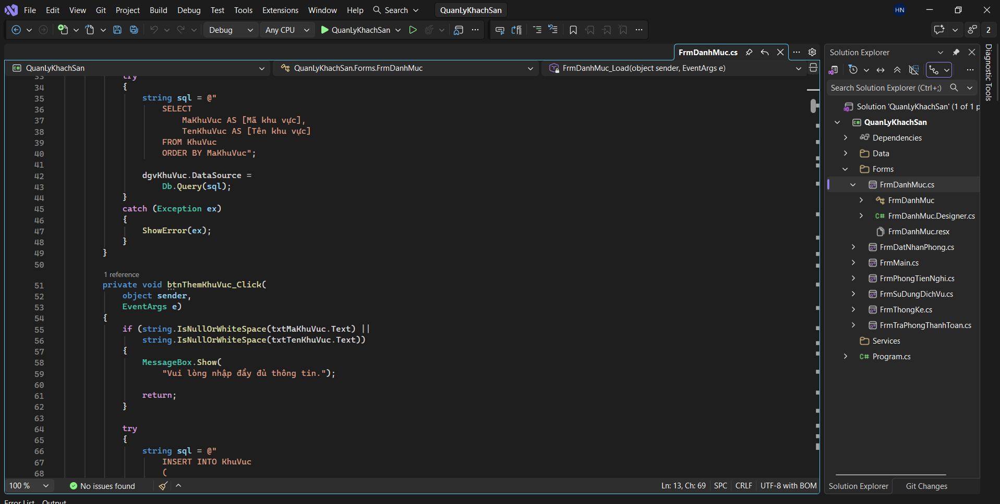 File Edit View Git Project Build Debug Test Tools Extensions Window Help Search QuanLyKhachSan HN
Debug Any CPU QuanLyKhachSan 2
FrmDanhMuc.cs
QuanLyKhachSan QuanLyKhachSan.Forms.FrmDanhMuc FrmDanhMuc_Load(object sender, EventArgs e)
33 try
34 {
35 string sql = @"
36 SELECT
37 MaKhuVuc AS [Mã khu vực],
38 TenKhuVuc AS [Tên khu vực]
39 FROM KhuVuc
40 ORDER BY MaKhuVuc";
41
42 dgvKhuVuc.DataSource =
43 Db.Query(sql);
44 }
45 catch (Exception ex)
46 {
47 ShowError(ex);
48 }
49 }
50
1 reference
51 private void btnThemKhuVuc_Click(
52 object sender,
53 EventArgs e)
54 {
55 if (string.IsNullOrWhiteSpace(txtMaKhuVuc.Text) ||
56 string.IsNullOrWhiteSpace(txtTenKhuVuc.Text))
57 {
58 MessageBox.Show(
59 "Vui lòng nhập đầy đủ thông tin.");
60
61 return;
62 }
63
64 try
65 {
66 string sql = @"
67 INSERT INTO KhuVuc
68 (
100 % No issues found Ln: 13, Ch: 69 SPC CRLF UTF-8 with BOM
Error List Output
Solution Explorer
Search Solution Explorer (Ctrl+;)
Solution 'QuanLyKhachSan' (1 of 1 p
QuanLyKhachSan
Dependencies
Data
Forms
FrmDanhMuc.cs
FrmDanhMuc
C# FrmDanhMuc.Designer.cs
FrmDanhMuc.resx
FrmDatNhanPhong.cs
FrmMain.cs
FrmPhongTienNghi.cs
FrmSuDungDichVu.cs
FrmThongKe.cs
FrmTraPhongThanhToan.cs
Services
C# Program.cs
Solution Explorer Git Changes
Diagnostic Tools